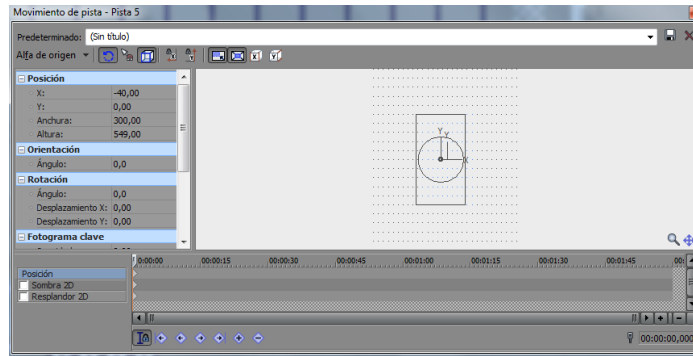 Movimiento de pista - Pista 5
Predeterminado: (Sin título)
Alfa de origen
Posición
X: -40,00
Y: 0,00
Anchura: 300,00
Altura: 549,00
Orientación
Ángulo: 0,0
Rotación
Ángulo: 0,0
Desplazamiento X: 0,00
Desplazamiento Y: 0,00
Fotograma clave
Y
Y
X
0:00:00 00:00:15 00:00:30 00:00:45 00:01:00 00:01:15 00:01:30 00:01:45 00:
Posición
Sombra 2D
Resplandor 2D
00:00:00,000